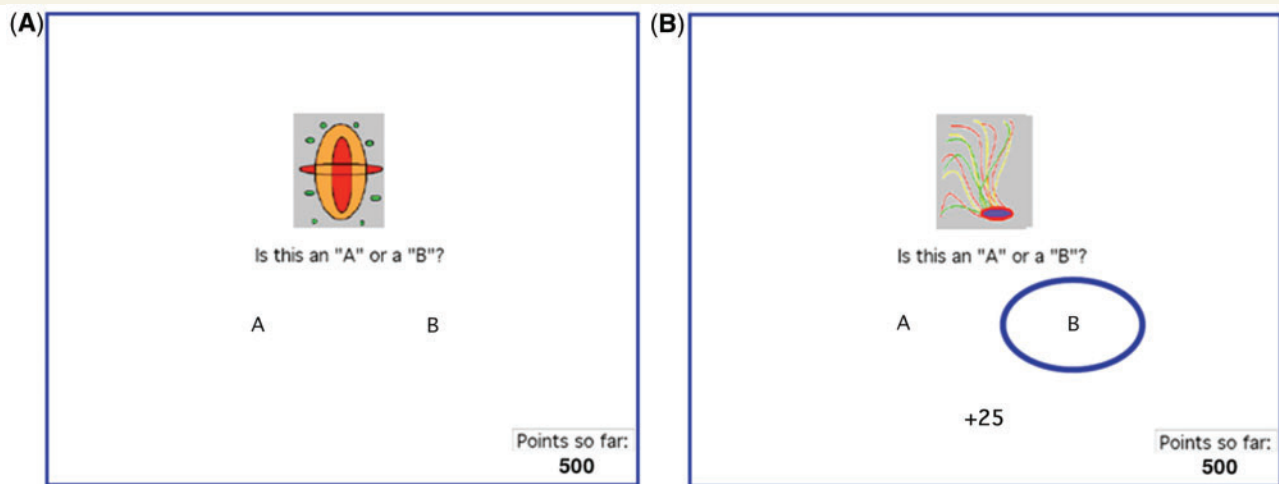 (A)
Is this an "A" or a "B"?
A B
Points so far:
500
(B)
Is this an "A" or a "B"?
A B
+25
Points so far:
500